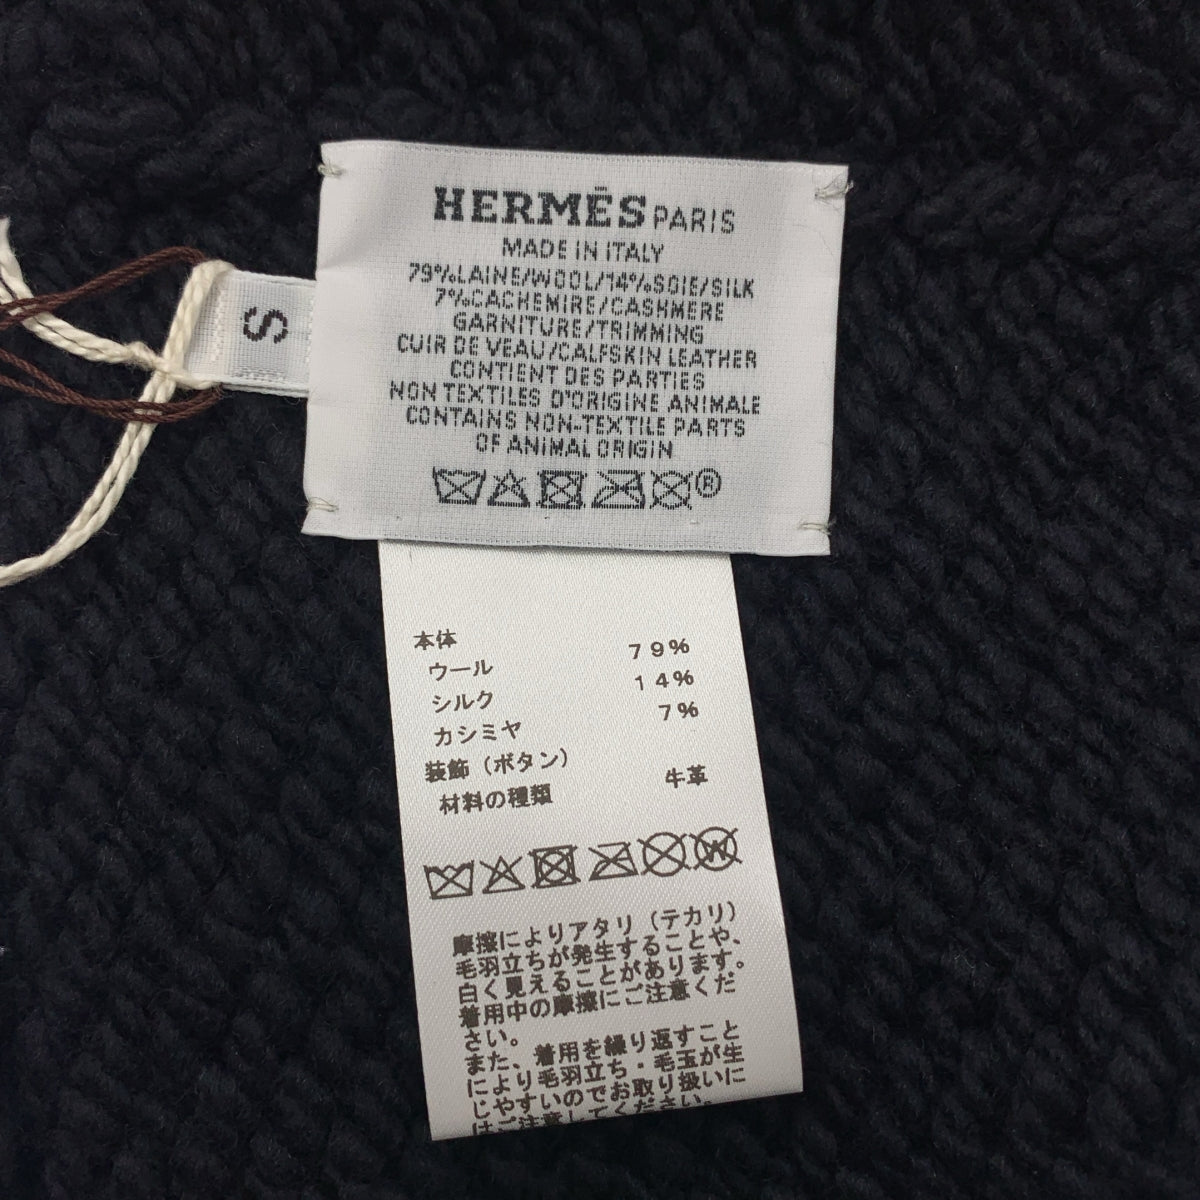 HERMÈS PARIS
MADE IN ITALY
79%LAINE/WOOL/14%SOIE/SILK
7%CACHEMIRE/CASHMERE
GARNITURE/TRIMMING
CUIR DE VEAU/CALFSKIN LEATHER
CONTIENT DES PARTIES
NON TEXTILES D'ORIGINE ANIMALE
CONTAINS NON-TEXTILE PARTS
OF ANIMAL ORIGIN
®
S
本体
ウール 79%
シルク 14%
カシミヤ 7%
装飾(ボタン)
材料の種類 牛革
W
摩擦によりアタリ(テカリ)
毛羽立ちが発生することや、
白く見えることがあります。
着用中の摩擦にご注意くだ
さい。
また、着用を繰り返すこと
により毛羽立ち・毛玉が生
じやすいのでお取り扱いに
はご注意してください。